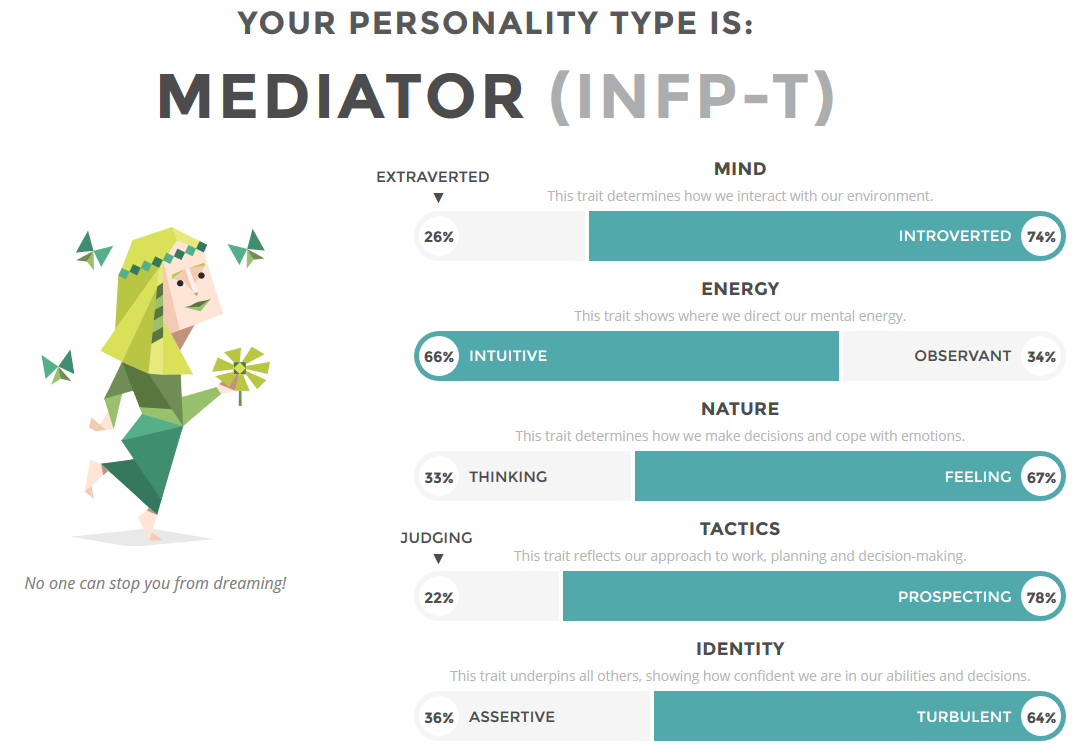 YOUR PERSONALITY TYPE IS:
MEDIATOR (INFP-T)
MIND
EXTRAVERTED
This trait determines how we interact with our environment.
26%
INTROVERTED 74%
ENERGY
This trait shows where we direct our mental energy.
66% INTUITIVE
OBSERVANT 34%
NATURE
This trait determines how we make decisions and cope with emotions.
33% THINKING
FEELING 67%
TACTICS
JUDGING
This trait reflects our approach to work, planning and decision-making.
22%
PROSPECTING 78%
IDENTITY
This trait underpins all others, showing how confident we are in our abilities and decisions.
36% ASSERTIVE
TURBULENT 64%
No one can stop you from dreaming!